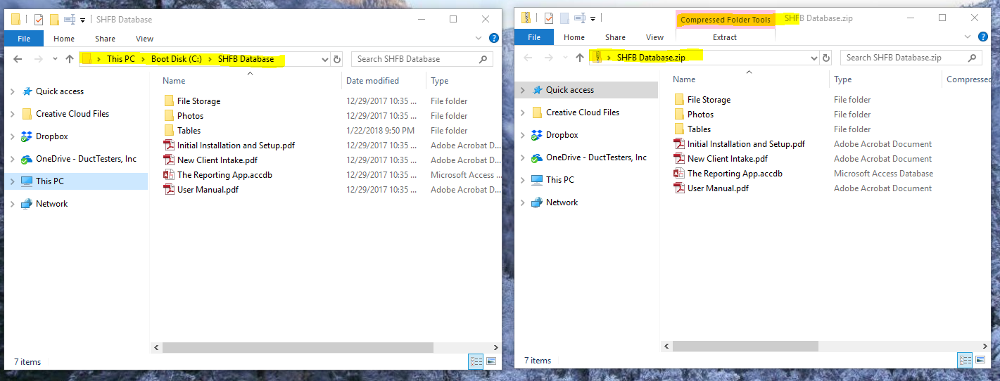 SHFB Database
File Home Share View
This PC Boot Disk (C:) SHFB Database
Search SHFB Database
Quick access
Creative Cloud Files
Dropbox
OneDrive - DuctTesters, Inc
This PC
Network
Name Date modified Type
File Storage 12/29/2017 10:35 ... File folder
Photos 12/29/2017 10:35 ... File folder
Tables 1/22/2018 9:50 PM File folder
Initial Installation and Setup.pdf 12/29/2017 10:35 ... Adobe Acrobat D...
New Client Intake.pdf 12/29/2017 10:35 ... Adobe Acrobat D...
The Reporting App.accdb 12/29/2017 10:35 ... Microsoft Access ...
User Manual.pdf 12/29/2017 10:35 ... Adobe Acrobat D...
7 items
Compressed Folder Tools SHFB Database.zip
File Home Share View Extract
SHFB Database.zip
Search SHFB Database.zip
Quick access
Creative Cloud Files
Dropbox
OneDrive - DuctTesters, Inc
This PC
Network
Name Type Compressed
File Storage File folder
Photos File folder
Tables File folder
Initial Installation and Setup.pdf Adobe Acrobat Document
New Client Intake.pdf Adobe Acrobat Document
The Reporting App.accdb Microsoft Access Database
User Manual.pdf Adobe Acrobat Document
7 items